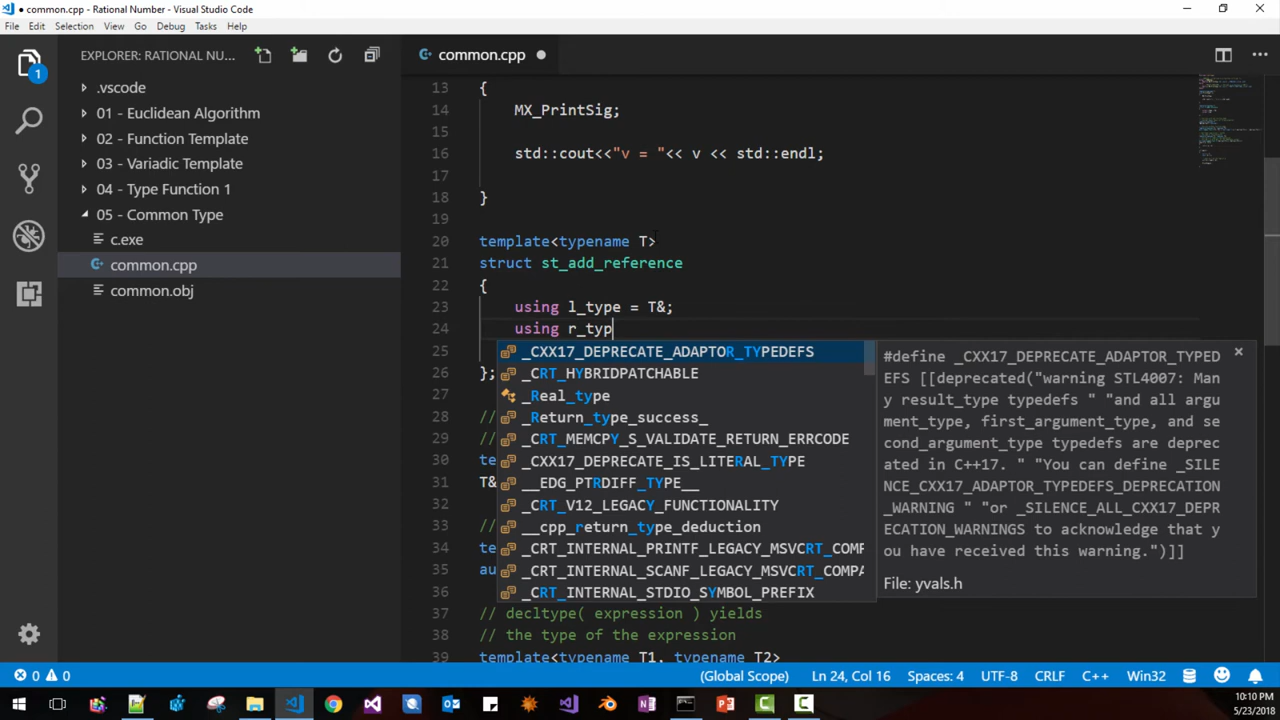 ● common.cpp - Rational Number - Visual Studio Code
File Edit Selection View Go Debug Tasks Help
EXPLORER: RATIONAL NU...
common.cpp ●
1
.vscode
01 - Euclidean Algorithm
02 - Function Template
03 - Variadic Template
04 - Type Function 1
05 - Common Type
c.exe
common.cpp
common.obj
13 {
14 MX_PrintSig;
15
16 std::cout<<"v = "<< v << std::endl;
17
18 }
19
20 template<typename T>
21 struct st_add_reference
22 {
23 using l_type = T&;
24 using r_typ
25
26 };
27
28 //
29 //
30 te
31 T&
32
33 //
34 te
35 au
36
37 // decltype( expression ) yields
38 // the type of the expression
39 template<typename T1, typename T2>
_CXX17_DEPRECATE_ADAPTOR_TYPEDEFS
_CRT_HYBRIDPATCHABLE
_Real_type
_Return_type_success_
_CRT_MEMCPY_S_VALIDATE_RETURN_ERRCODE
_CXX17_DEPRECATE_IS_LITERAL_TYPE
__EDG_PTRDIFF_TYPE__
_CRT_V12_LEGACY_FUNCTIONALITY
__cpp_return_type_deduction
_CRT_INTERNAL_PRINTF_LEGACY_MSVCRT_COMP
_CRT_INTERNAL_SCANF_LEGACY_MSVCRT_COMPA
_CRT_INTERNAL_STDIO_SYMBOL_PREFIX
#define _CXX17_DEPRECATE_ADAPTOR_TYPED
EFS [[deprecated("warning STL4007: Man
y result_type typedefs " "and all argu
ment_type, first_argument_type, and se
cond_argument_type typedefs are deprec
ated in C++17. " "You can define _SILE
NCE_CXX17_ADAPTOR_TYPEDEFS_DEPRECATION
_WARNING " "or _SILENCE_ALL_CXX17_DEPR
ECATION_WARNINGS to acknowledge that y
ou have received this warning.")]]
File: yvals.h
0 0 (Global Scope) Ln 24, Col 16 Spaces: 4 UTF-8 CRLF C++ Win32
10:10 PM
5/23/2018